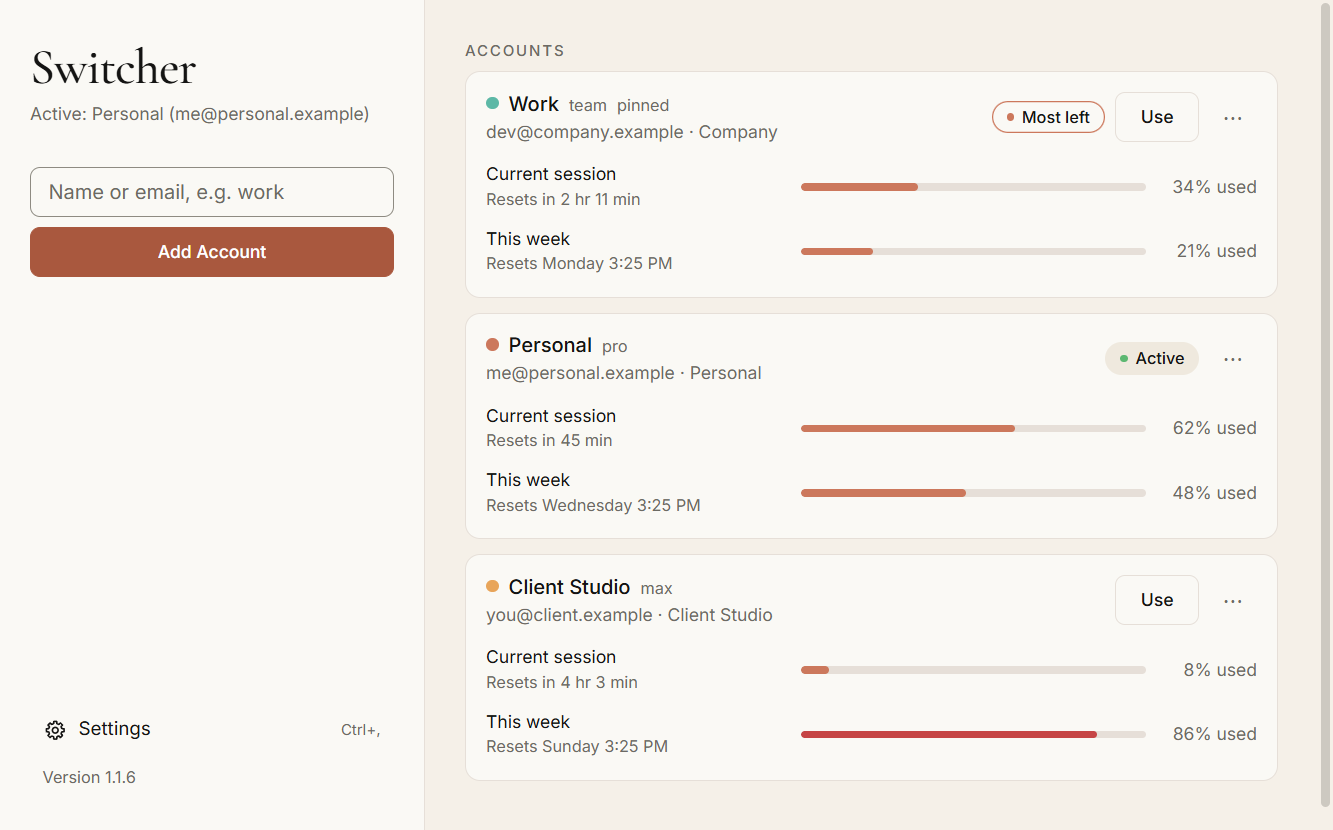 Switcher
Active: Personal (me@personal.example)
Name or email, e.g. work
Add Account
Settings Ctrl+,
Version 1.1.6
ACCOUNTS
Work team pinned
dev@company.example · Company
Most left
Use
···
Current session
Resets in 2 hr 11 min
34% used
This week
Resets Monday 3:25 PM
21% used
Personal pro
me@personal.example · Personal
Active
···
Current session
Resets in 45 min
62% used
This week
Resets Wednesday 3:25 PM
48% used
Client Studio max
you@client.example · Client Studio
Use
···
Current session
Resets in 4 hr 3 min
8% used
This week
Resets Sunday 3:25 PM
86% used